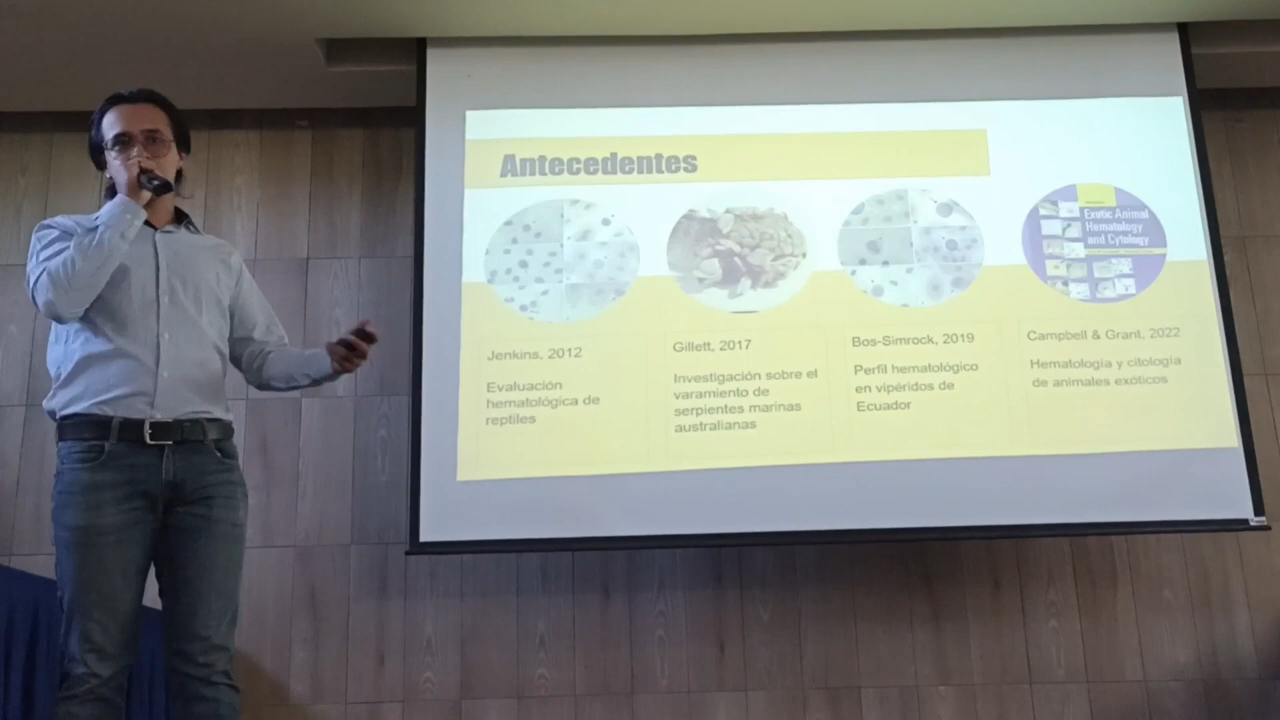 Antecedentes
Exotic Animal
Hematology
and Cytology
Jenkins, 2012
Evaluación
hematológica de
reptiles
Gillett, 2017
Investigación sobre el
varamiento de
serpientes marinas
australianas
Bos-Simrock, 2019
Perfil hematológico
en vipéridos de
Ecuador
Campbell & Grant, 2022
Hematología y citología
de animales exóticos